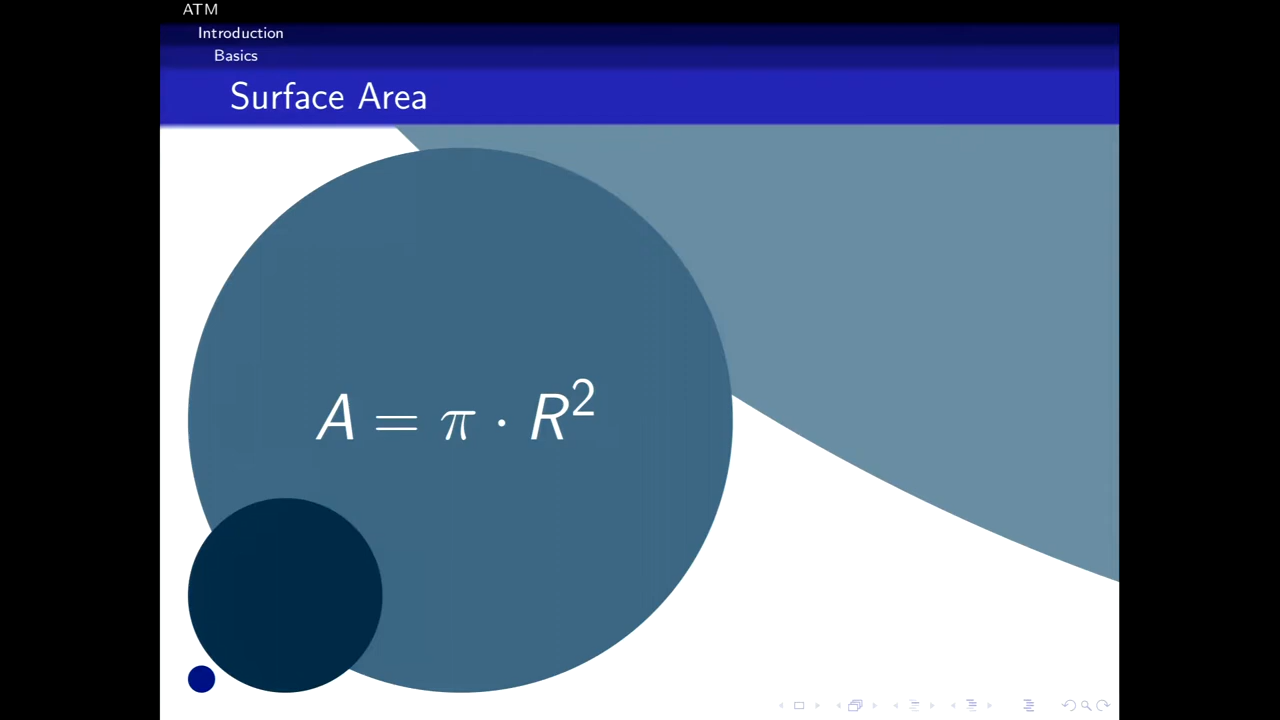 ATM
Introduction
Basics
Surface Area
A = π · R²